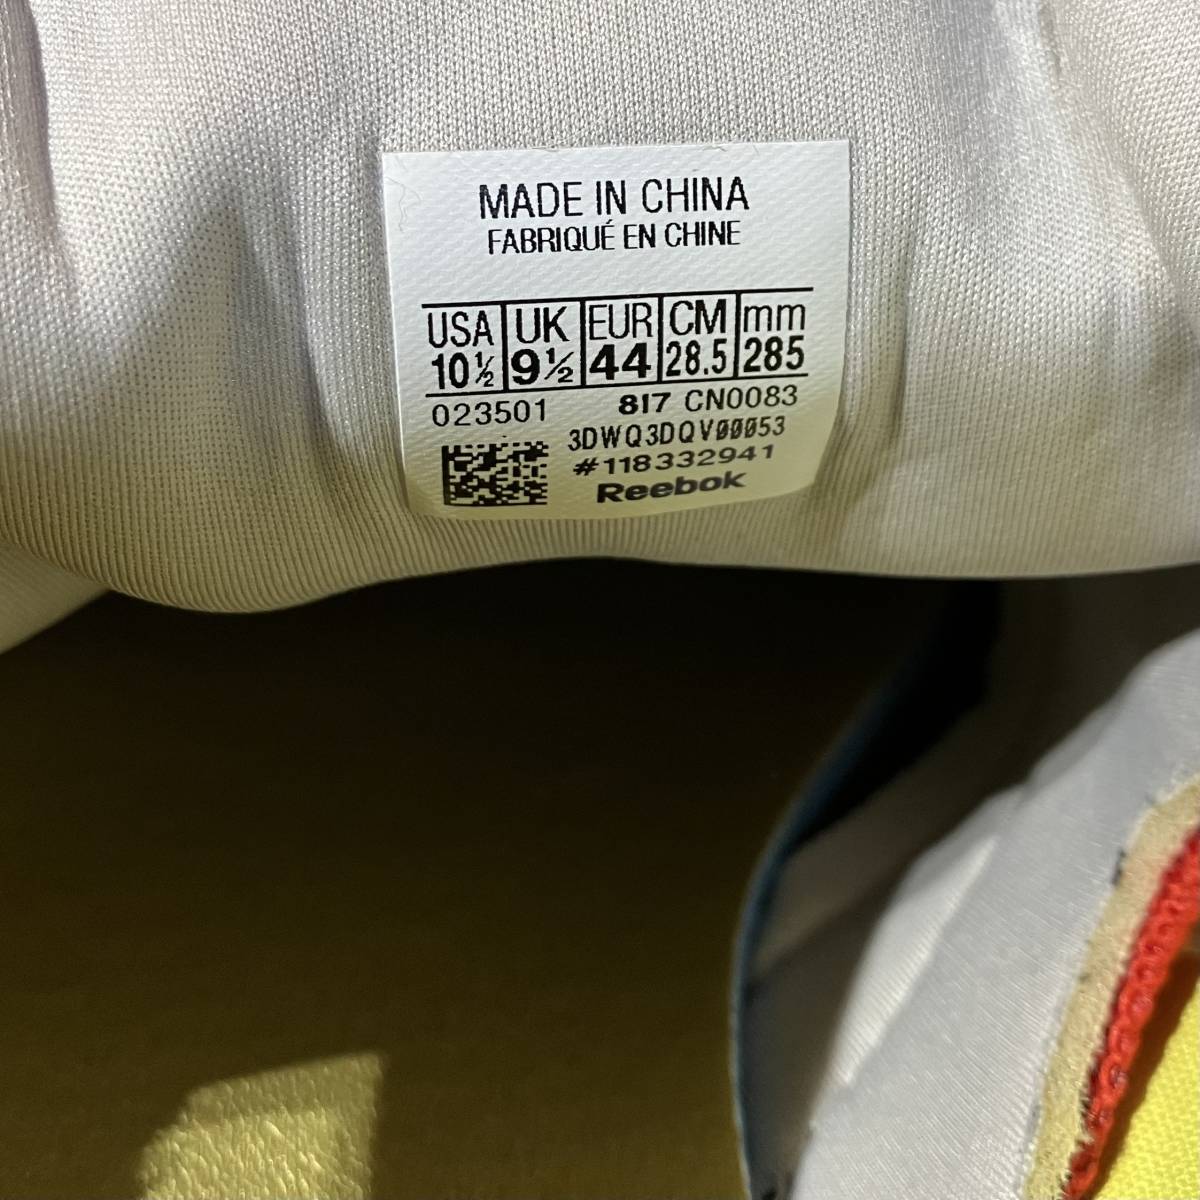 MADE IN CHINA
FABRIQUÉ EN CHINE
USA UK EUR CM mm
10½ 9½ 44 28.5 285
023501 817 CN0083
3DWQ3DQV00053
#118332941
Reebok